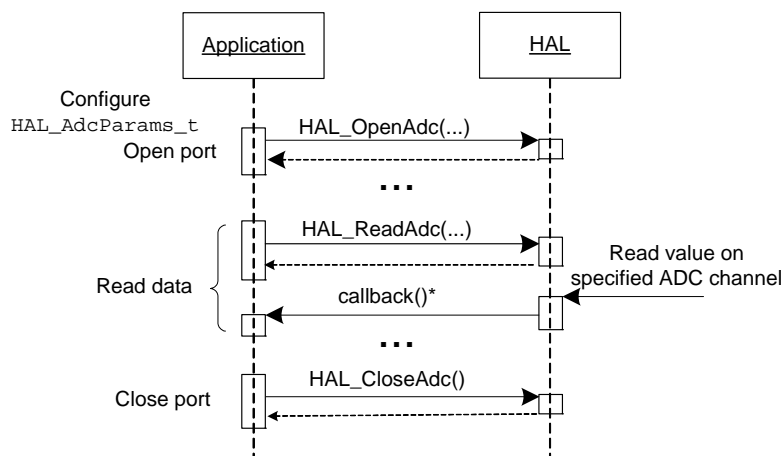 Application
HAL
Configure
HAL_AdcParams_t
Open port
HAL_OpenAdc(...)
...
HAL_ReadAdc(...)
Read value on
specified ADC channel
Read data
callback()*
...
HAL_CloseAdc()
Close port